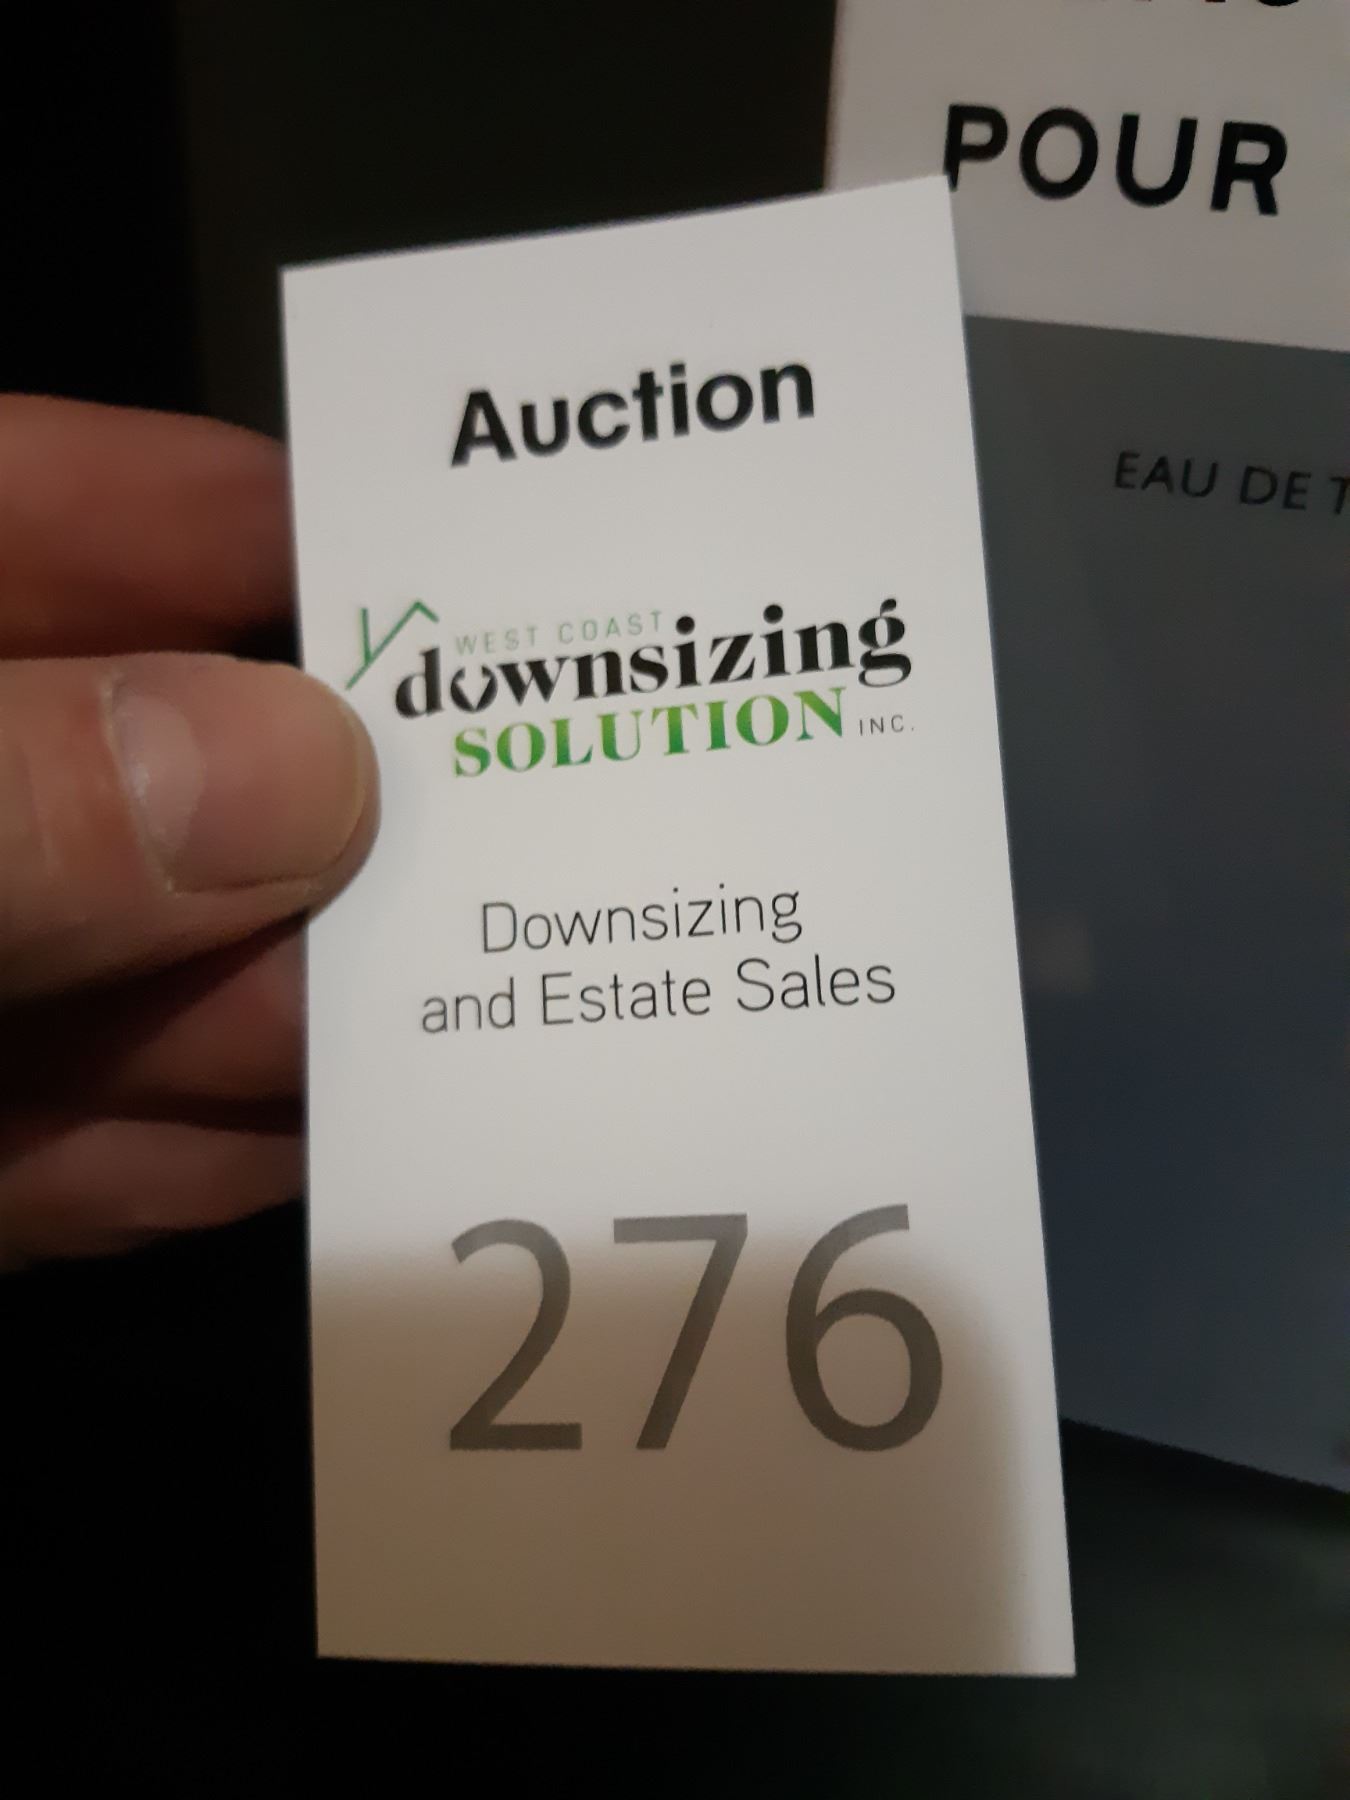 POUR
EAU DE T
Auction
WEST COAST
downsizing
SOLUTION INC.
Downsizing
and Estate Sales
276